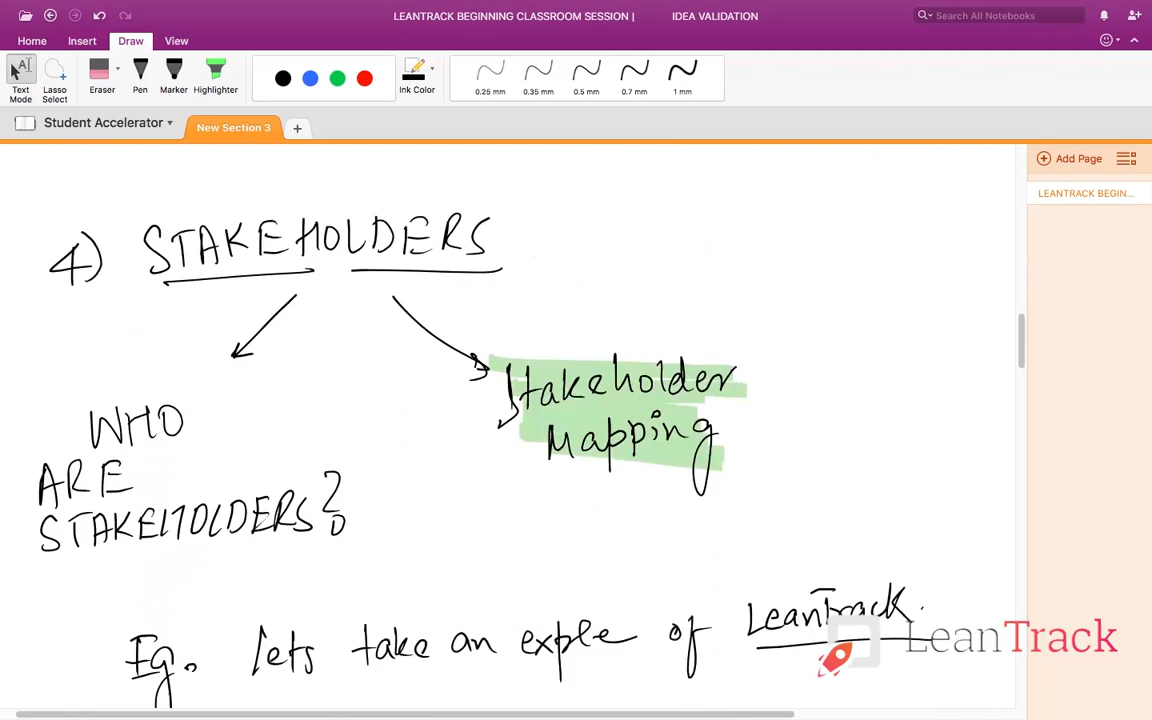 LEANTRACK BEGINNING CLASSROOM SESSION | IDEA VALIDATION
Search All Notebooks
Home Insert Draw View
Text Mode
Lasso Select
Eraser
Pen
Marker
Highlighter
Ink Color
0.25 mm 0.35 mm 0.5 mm 0.7 mm 1 mm
Student Accelerator
New Section 3
+
Add Page
LEANTRACK BEGIN...
4) STAKEHOLDERS
Stakeholder
Mapping
WHO
ARE
STAKEHOLDERS?
Eg. lets take an exple of LeanTrack.
LeanTrack